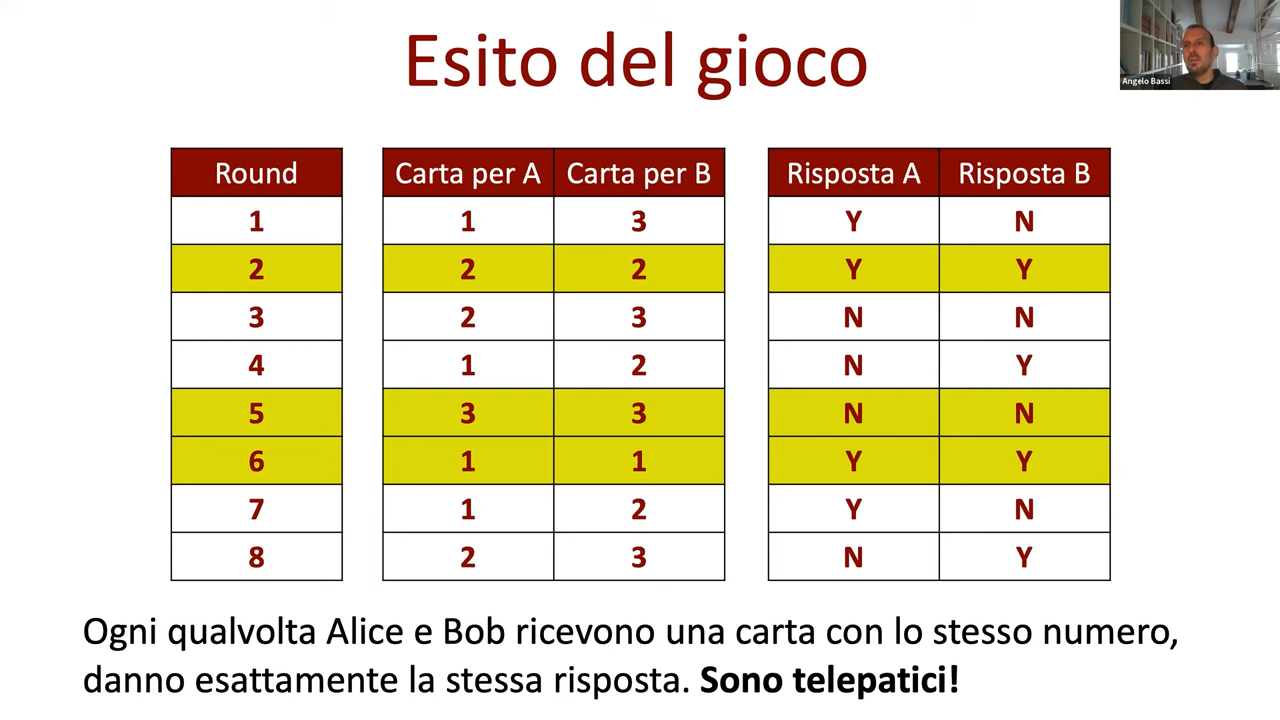 Esito del gioco
Angelo Bassi
Round Carta per A Carta per B Risposta A Risposta B
1 1 3 Y N
2 2 2 Y Y
3 2 3 N N
4 1 2 N Y
5 3 3 N N
6 1 1 Y Y
7 1 2 Y N
8 2 3 N Y
Ogni qualvolta Alice e Bob ricevono una carta con lo stesso numero,
danno esattamente la stessa risposta. Sono telepatici!